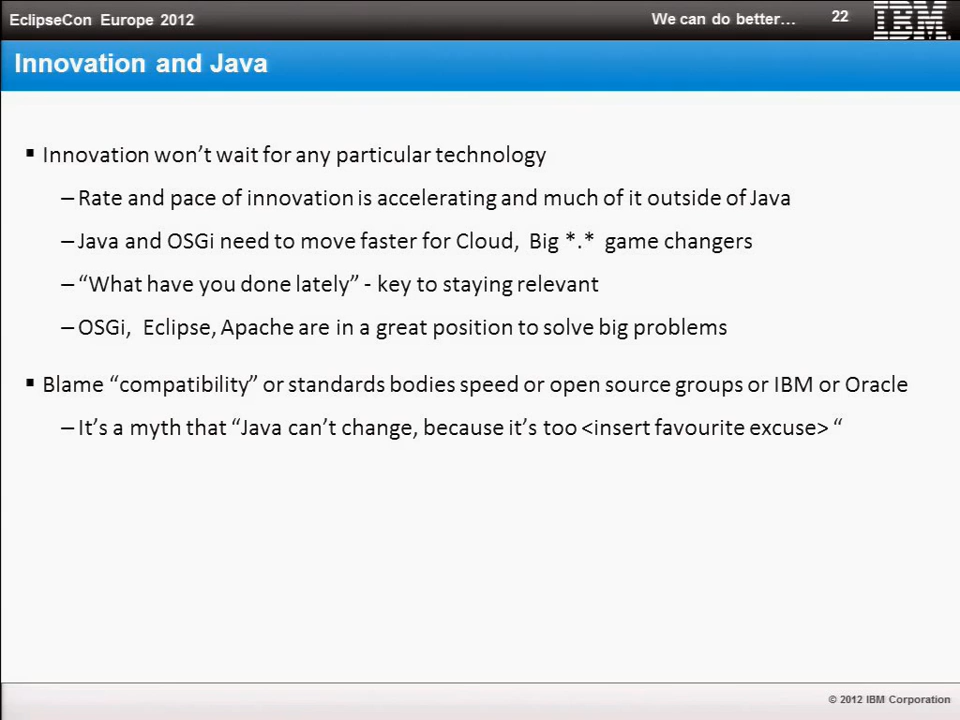 EclipseCon Europe 2012
We can do better...
22
IBM
Innovation and Java
▪ Innovation won’t wait for any particular technology
– Rate and pace of innovation is accelerating and much of it outside of Java
– Java and OSGi need to move faster for Cloud, Big *.* game changers
– “What have you done lately” - key to staying relevant
– OSGi, Eclipse, Apache are in a great position to solve big problems
▪ Blame “compatibility” or standards bodies speed or open source groups or IBM or Oracle
– It’s a myth that “Java can’t change, because it’s too <insert favourite excuse> “
© 2012 IBM Corporation